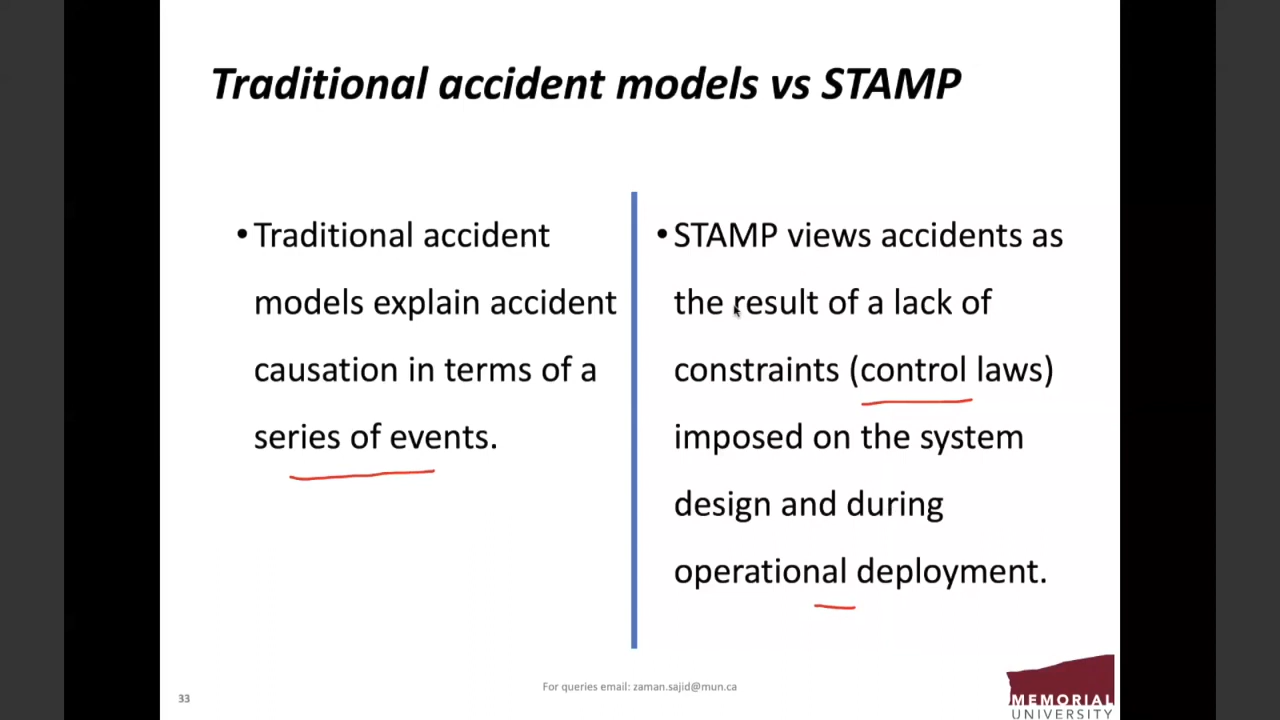 Traditional accident models vs STAMP
• Traditional accident
models explain accident
causation in terms of a
series of events.
• STAMP views accidents as
the result of a lack of
constraints (control laws)
imposed on the system
design and during
operational deployment.
33
For queries email: zaman.sajid@mun.ca
MEMORIAL
UNIVERSITY